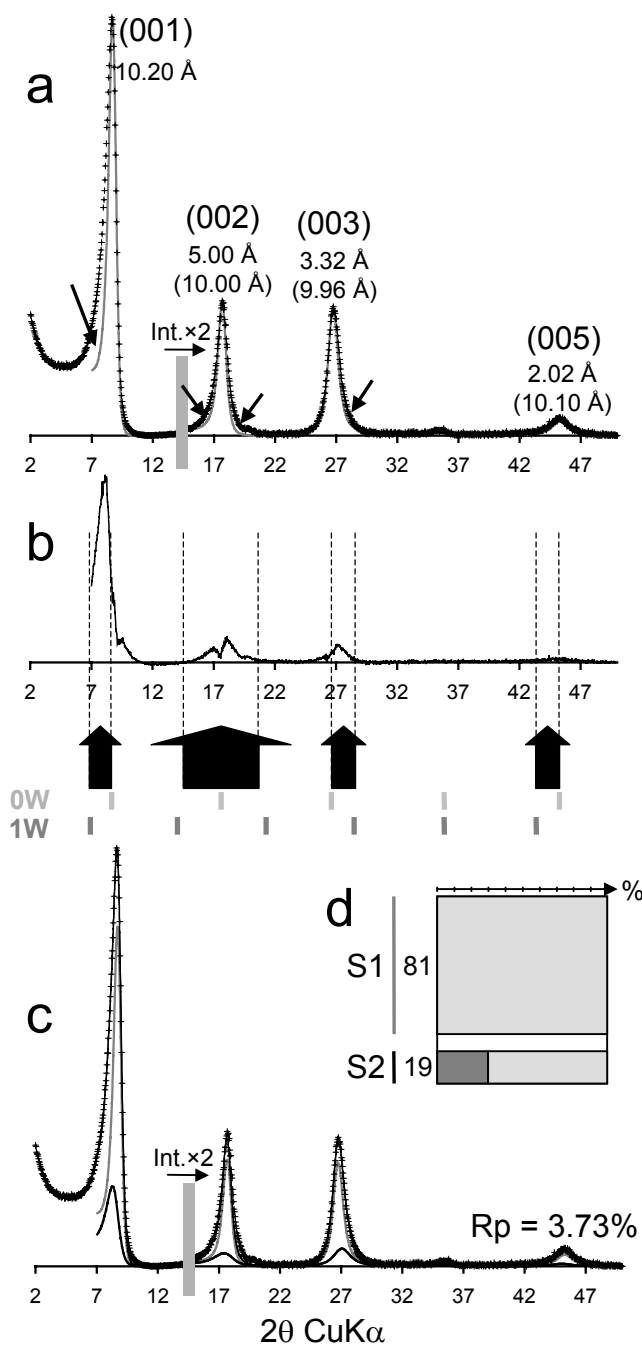 a
(001)
10.20 Å
(002)
5.00 Å
(10.00 Å)
(003)
3.32 Å
(9.96 Å)
(005)
2.02 Å
(10.10 Å)
Int.×2
2 7 12 17 22 27 32 37 42 47
b
2 7 12 17 22 27 32 37 42 47
0W
1W
c
d
%
S1 81
S2 19
Int.×2
Rp = 3.73%
2 7 12 17 22 27 32 37 42 47
2θ CuKα